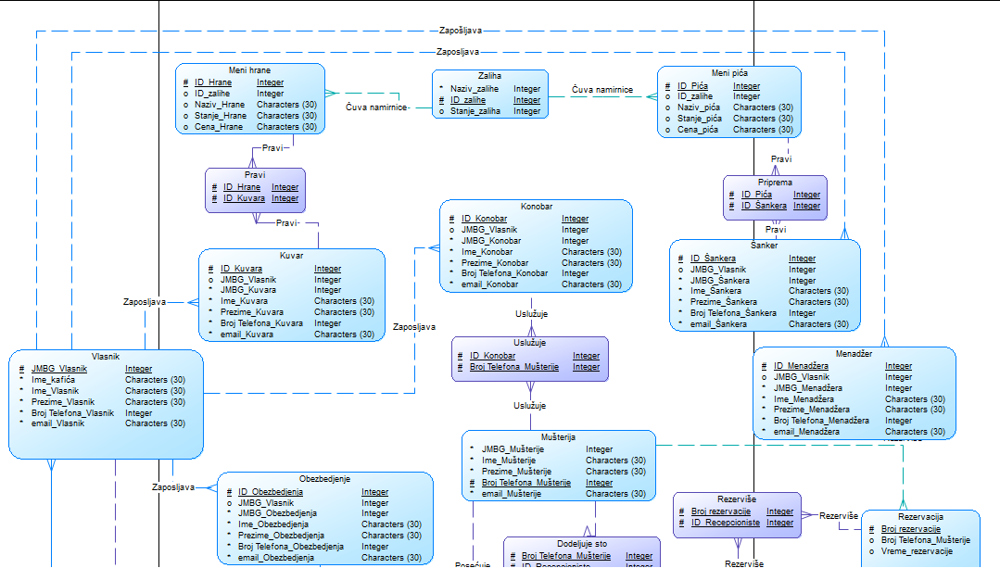 Zapošljava
Zapošljava
Meni hrane
# ID_Hrane Integer
o ID_zalihe Integer
o Naziv_Hrane Characters (30)
o Stanje_Hrane Characters (30)
o Cena_Hrane Characters (30)
Zaliha
* Naziv_zalihe Integer
# ID_zalihe Integer
o Stanje_zaliha Integer
Meni pića
# ID_Pića Integer
o ID_zalihe Integer
o Naziv_pića Characters (30)
o Stanje_pića Characters (30)
o Cena_pića Characters (30)
Čuva namirnice
Čuva namirnice
Pravi
Pravi
# ID_Hrane Integer
# ID_Kuvara Integer
Pravi
Pravi
Priprema
# ID_Pića Integer
# ID_Šankera Integer
Pravi
Kuvar
# ID_Kuvara Integer
o JMBG_Vlasnik Integer
* JMBG_Kuvara Integer
* Ime_Kuvara Characters (30)
* Prezime_Kuvara Characters (30)
* Broj Telefona_Kuvara Integer
* email_Kuvara Characters (30)
Konobar
# ID_Konobar Integer
o JMBG_Vlasnik Integer
* JMBG_Konobar Integer
* Ime_Konobar Characters (30)
* Prezime_Konobar Characters (30)
* Broj Telefona_Konobar Integer
* email_Konobar Characters (30)
Šanker
# ID_Šankera Integer
o JMBG_Vlasnik Integer
* JMBG_Šankera Integer
* Ime_Šankera Characters (30)
* Prezime_Šankera Characters (30)
* Broj Telefona_Šankera Integer
* email_Šankera Characters (30)
Zaposljava
Zaposljava
Uslužuje
Uslužuje
# ID_Konobar Integer
# Broj Telefona_Mušterije Integer
Uslužuje
Vlasnik
# JMBG_Vlasnik Integer
* Ime_kafića Characters (30)
* Ime_Vlasnik Characters (30)
* Prezime_Vlasnik Characters (30)
* Broj Telefona_Vlasnik Integer
* email_Vlasnik Characters (30)
Menadžer
# ID_Menadžera Integer
o JMBG_Vlasnik Integer
* JMBG_Menadžera Integer
* Ime_Menadžera Characters (30)
* Prezime_Menadžera Characters (30)
* Broj Telefona_Menadžera Integer
* email_Menadžera Characters (30)
Mušterija
* JMBG_Mušterije Integer
* Ime_Mušterije Characters (30)
* Prezime_Mušterije Characters (30)
# Broj Telefona_Mušterije Integer
* email_Mušterije Characters (30)
Zaposljava
Obezbedjenje
# ID_Obezbedjenja Integer
o JMBG_Vlasnik Integer
* JMBG_Obezbedjenja Integer
* Ime_Obezbedjenja Characters (30)
* Prezime_Obezbedjenja Characters (30)
* Broj Telefona_Obezbedjenja Integer
* email_Obezbedjenja Characters (30)
Rezerviše
# Broj rezervacije Integer
# ID_Recepcioniste Integer
Rezerviše
Rezervacija
# Broj rezervacije
o Broj Telefona_Mušterije
o Vreme_rezervacije
Dodeljuje sto
# Broj Telefona_Mušterije Integer
# ID_Recepcioniste Integer
Posećuje
Rezerviše